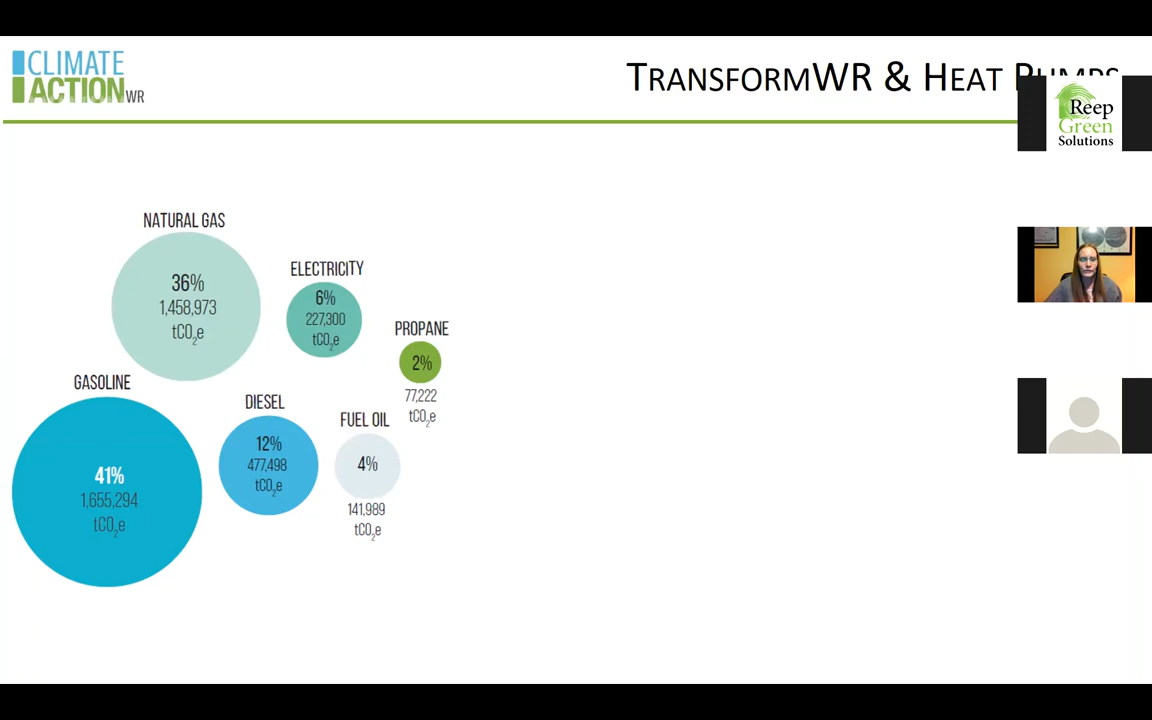 CLIMATE
ACTIONWR
TRANSFORMWR & HEAT PUMPS
Reep
Green
Solutions
NATURAL GAS
36%
1,458,973
tCO₂e
ELECTRICITY
6%
227,300
tCO₂e
PROPANE
2%
77,222
tCO₂e
GASOLINE
41%
1,655,294
tCO₂e
DIESEL
12%
477,498
tCO₂e
FUEL OIL
4%
141,989
tCO₂e